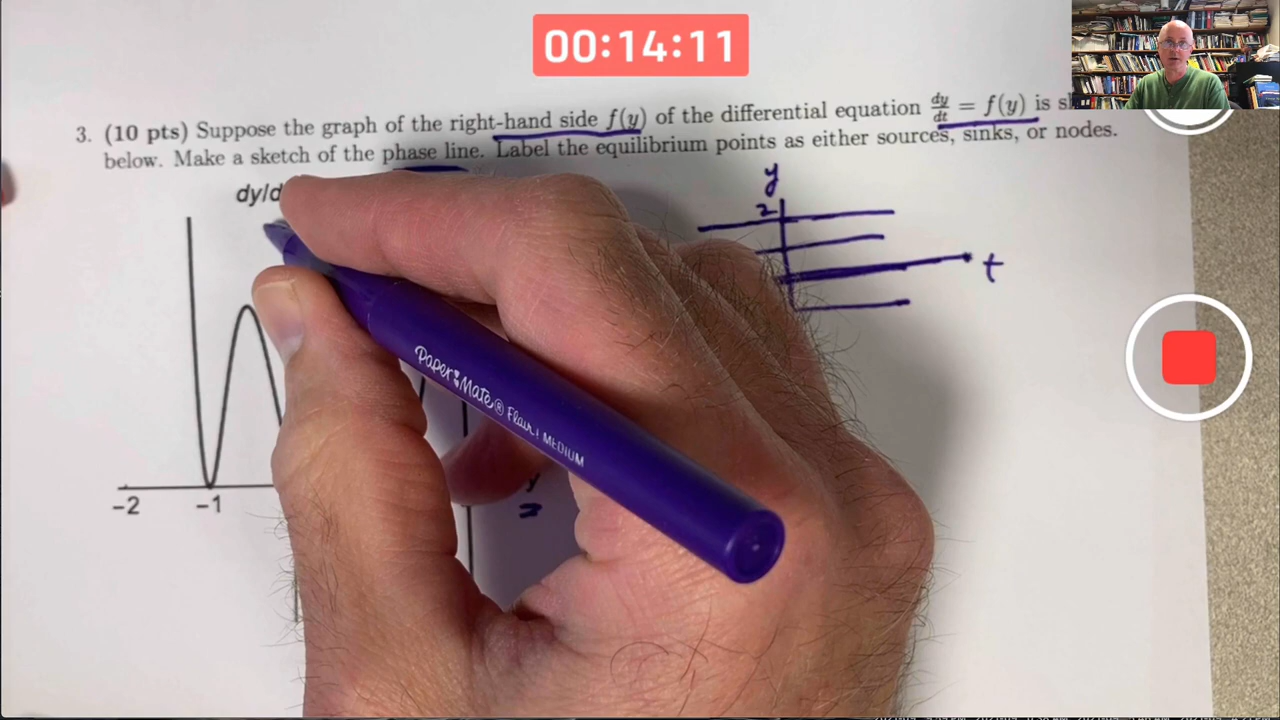 00:14:11
3. (10 pts) Suppose the graph of the right-hand side f(y) of the differential equation dy/dt = f(y) is
below. Make a sketch of the phase line. Label the equilibrium points as either sources, sinks, or nodes.
dy/d
y
2
t
Paper Mate® Flair MEDIUM
y
-2 -1